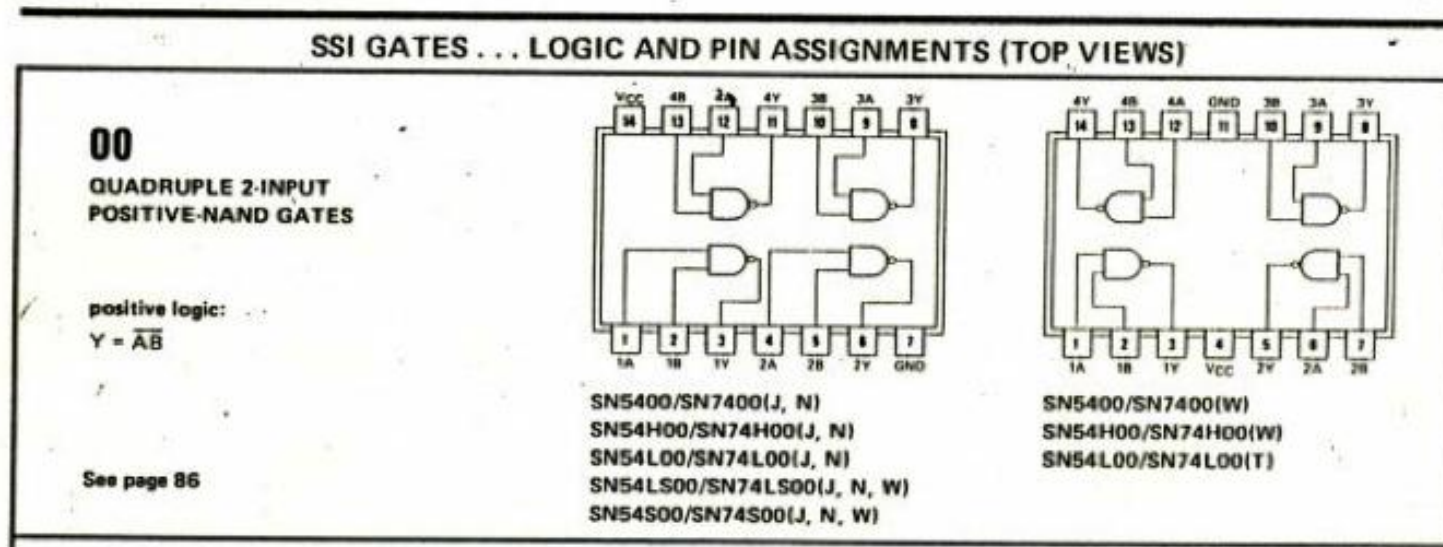 SSI GATES . . . LOGIC AND PIN ASSIGNMENTS (TOP VIEWS)
00
QUADRUPLE 2-INPUT
POSITIVE-NAND GATES
positive logic:
Y = A̅B̅
See page 86
VCC 4B 4Y 3B 3A 3Y
14 13 12 11 10 9 8
1 2 3 4 5 6 7
1A 1B 1Y 2A 2B 2Y GND
SN5400/SN7400(J, N)
SN54H00/SN74H00(J, N)
SN54L00/SN74L00(J, N)
SN54LS00/SN74LS00(J, N, W)
SN54S00/SN74S00(J, N, W)
4Y 4B 4A GND 3B 3A 3Y
14 13 12 11 10 9 8
1 2 3 4 5 6 7
1A 1B 1Y VCC 2Y 2A 2B
SN5400/SN7400(W)
SN54H00/SN74H00(W)
SN54L00/SN74L00(T)